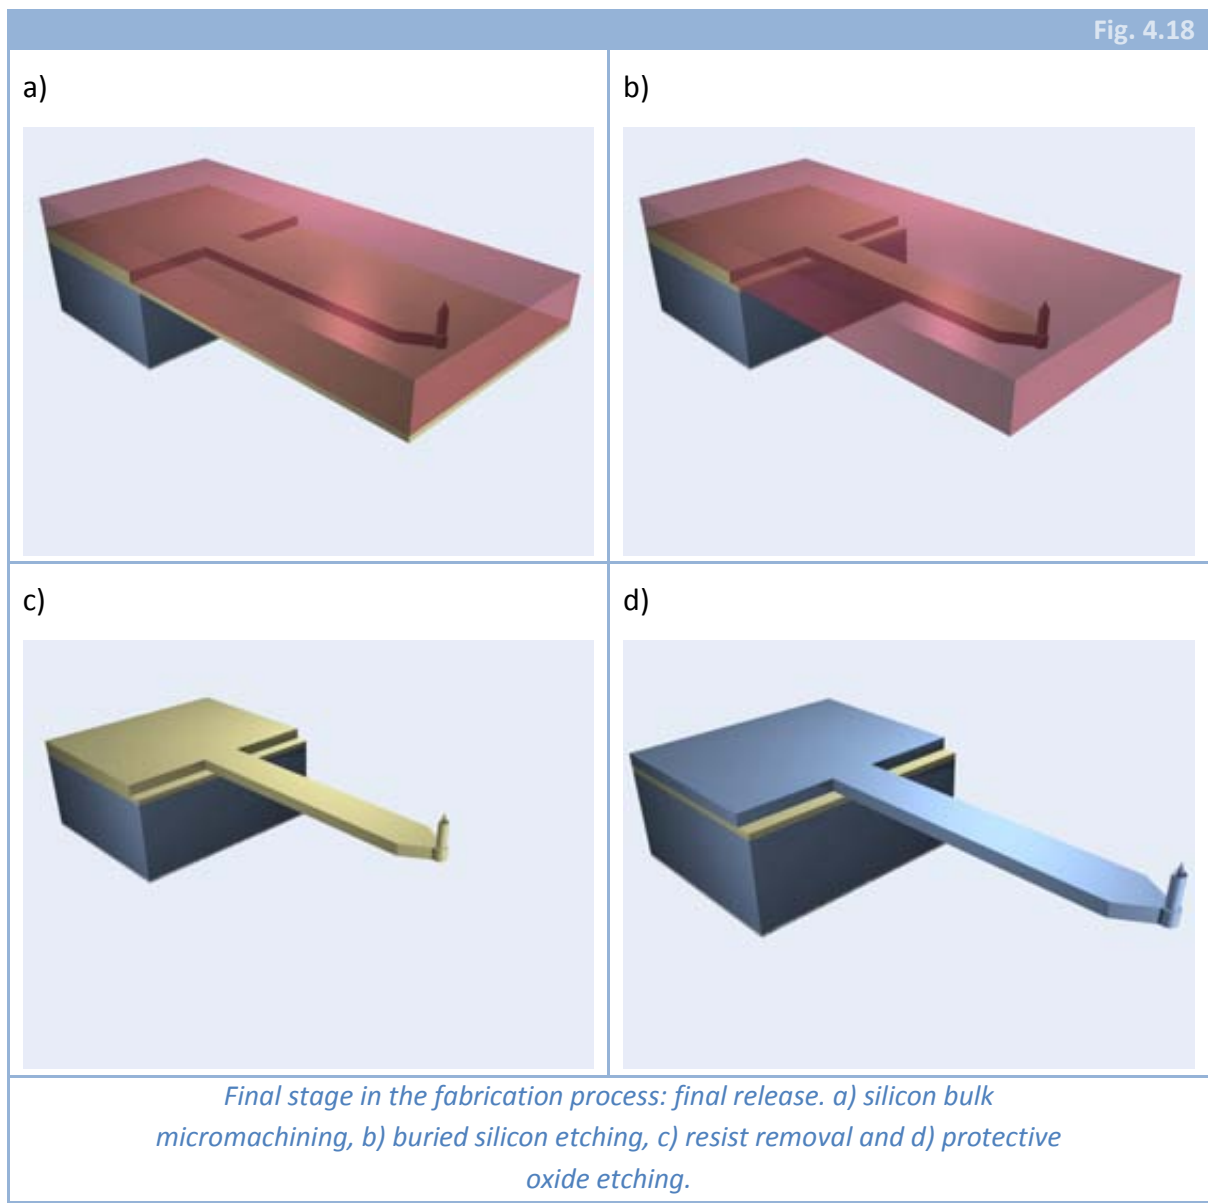 Fig. 4.18
a)
b)
c)
d)
Final stage in the fabrication process: final release. a) silicon bulk
micromachining, b) buried silicon etching, c) resist removal and d) protective
oxide etching.